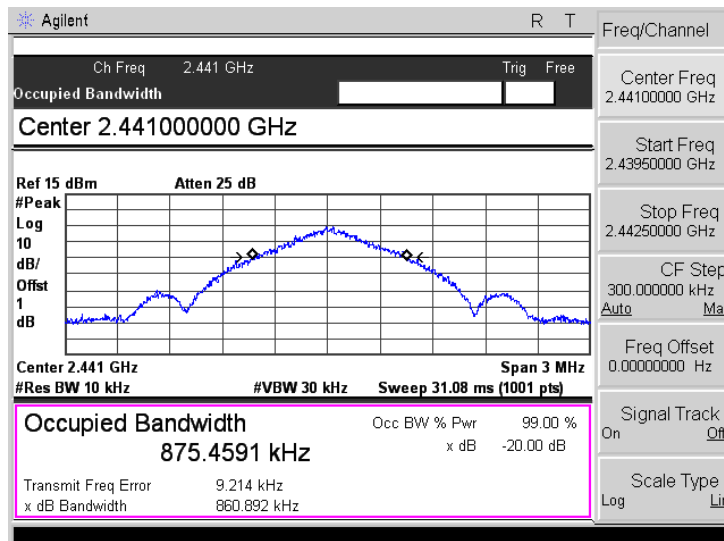 Agilent R T
Ch Freq 2.441 GHz Trig Free
Occupied Bandwidth
Center 2.441000000 GHz
Ref 15 dBm Atten 25 dB
#Peak
Log
10
dB/
Offst
1
dB
Center 2.441 GHz Span 3 MHz
#Res BW 10 kHz #VBW 30 kHz Sweep 31.08 ms (1001 pts)
Occupied Bandwidth Occ BW % Pwr 99.00 %
875.4591 kHz x dB -20.00 dB
Transmit Freq Error 9.214 kHz
x dB Bandwidth 860.892 kHz
Freq/Channel
Center Freq
2.44100000 GHz
Start Freq
2.43950000 GHz
Stop Freq
2.44250000 GHz
CF Step
300.000000 kHz
Auto Ma
Freq Offset
0.00000000 Hz
Signal Track
On Off
Scale Type
Log Lin